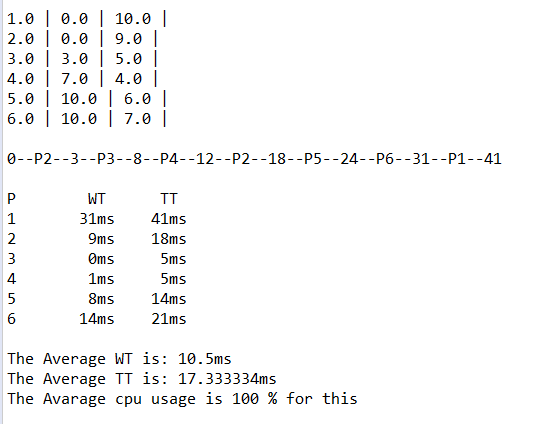 1.0 | 0.0 | 10.0 |
2.0 | 0.0 | 9.0 |
3.0 | 3.0 | 5.0 |
4.0 | 7.0 | 4.0 |
5.0 | 10.0 | 6.0 |
6.0 | 10.0 | 7.0 |
0--P2--3--P3--8--P4--12--P2--18--P5--24--P6--31--P1--41
P WT TT
1 31ms 41ms
2 9ms 18ms
3 0ms 5ms
4 1ms 5ms
5 8ms 14ms
6 14ms 21ms
The Average WT is: 10.5ms
The Average TT is: 17.333334ms
The Avarage cpu usage is 100 % for this